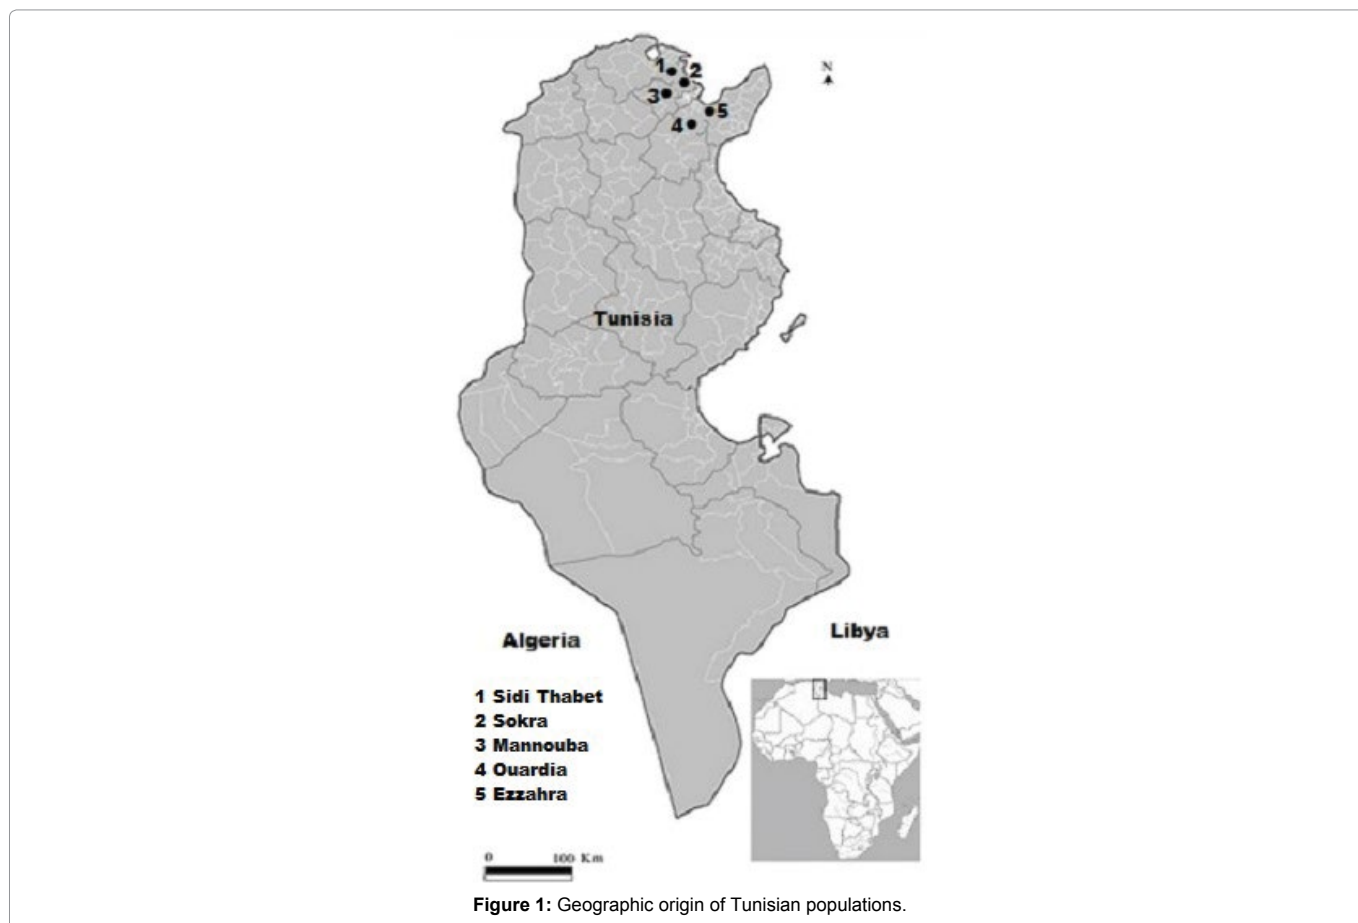 N
1
2
3
5
4
Tunisia
Algeria
Libya
1 Sidi Thabet
2 Sokra
3 Mannouba
4 Ouardia
5 Ezzahra
0 100 Km
Figure 1: Geographic origin of Tunisian populations.